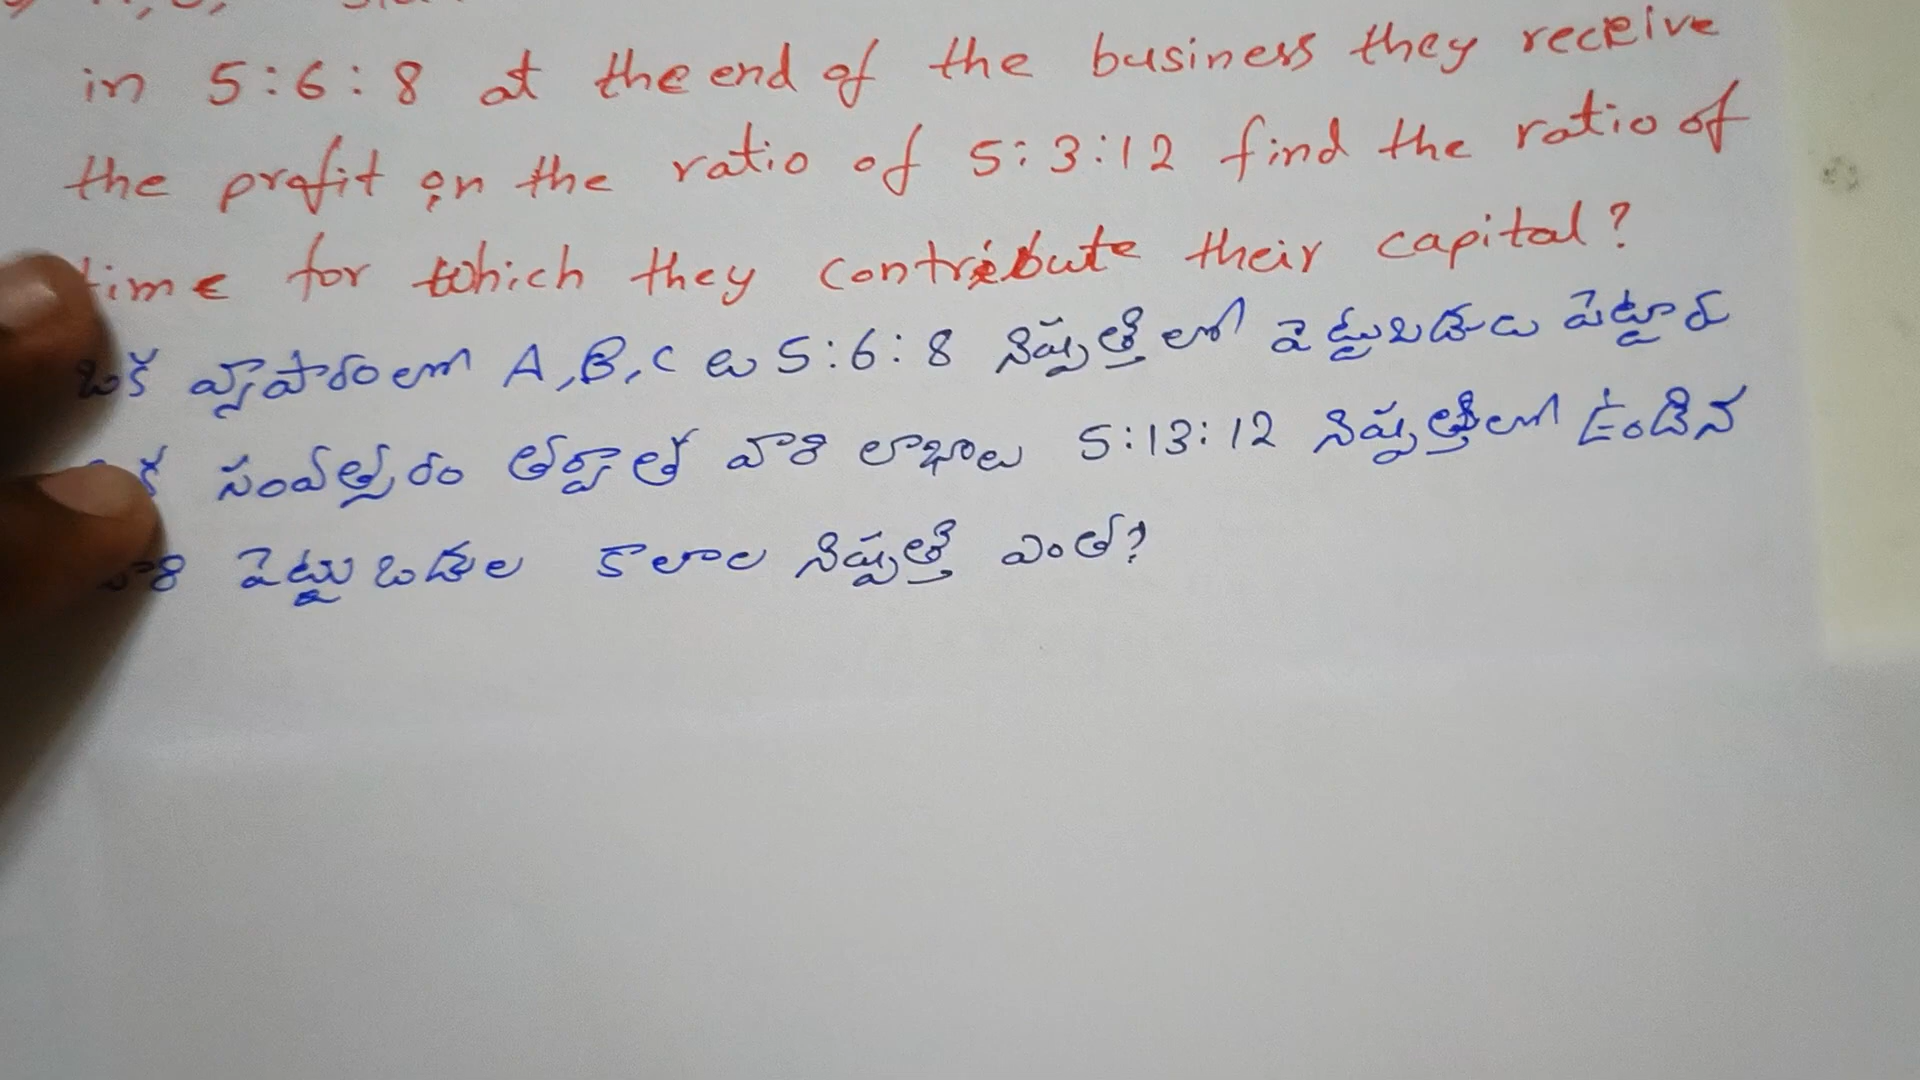 in 5:6:8 at the end of the business they receive
the profit in the ratio of 5:3:12 find the ratio of
time for which they contribute their capital?
ఒక వ్యాపారంలో A,B,C లు 5:6:8 నిష్పత్తిలో పెట్టుబడులు పెట్టారు
సంవత్సరం తర్వాత వారి లాభాలు 5:13:12 నిష్పత్తిలో ఉండిన
వారి పెట్టుబడుల కాలాల నిష్పత్తి ఎంత?